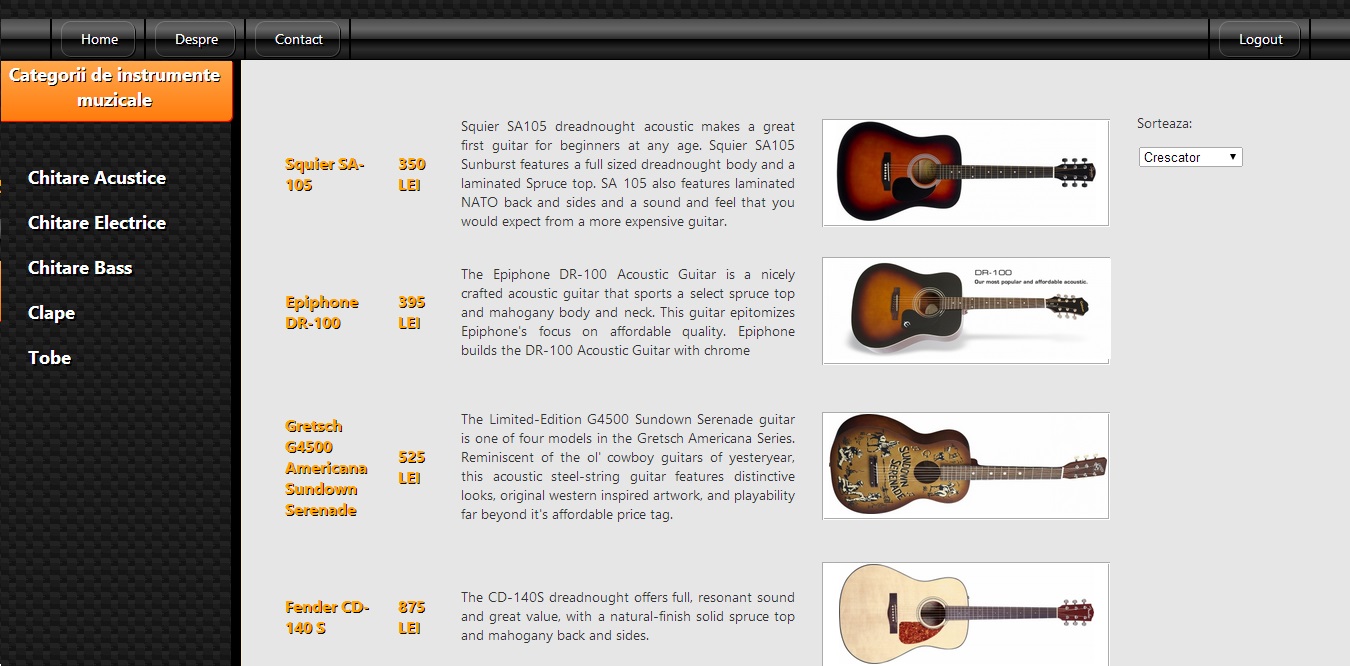 Home
Despre
Contact
Logout
Categorii de instrumente
muzicale
Chitare Acustice
Chitare Electrice
Chitare Bass
Clape
Tobe
Squier SA-
105
350
LEI
Squier SA105 dreadnought acoustic makes a great
first guitar for beginners at any age. Squier SA105
Sunburst features a full sized dreadnought body and a
laminated Spruce top. SA 105 also features laminated
NATO back and sides and a sound and feel that you
would expect from a more expensive guitar.
Sorteaza:
Crescator
Epiphone
DR-100
395
LEI
The Epiphone DR-100 Acoustic Guitar is a nicely
crafted acoustic guitar that sports a select spruce top
and mahogany body and neck. This guitar epitomizes
Epiphone's focus on affordable quality. Epiphone
builds the DR-100 Acoustic Guitar with chrome
DR-100
Our most popular and affordable acoustic.
Gretsch
G4500
Americana
Sundown
Serenade
525
LEI
The Limited-Edition G4500 Sundown Serenade guitar
is one of four models in the Gretsch Americana Series.
Reminiscent of the ol' cowboy guitars of yesteryear,
this acoustic steel-string guitar features distinctive
looks, original western inspired artwork, and playability
far beyond it's affordable price tag.
SUNDOWN
SERENADE
Fender CD-
140 S
875
LEI
The CD-140S dreadnought offers full, resonant sound
and great value, with a natural-finish solid spruce top
and mahogany back and sides.